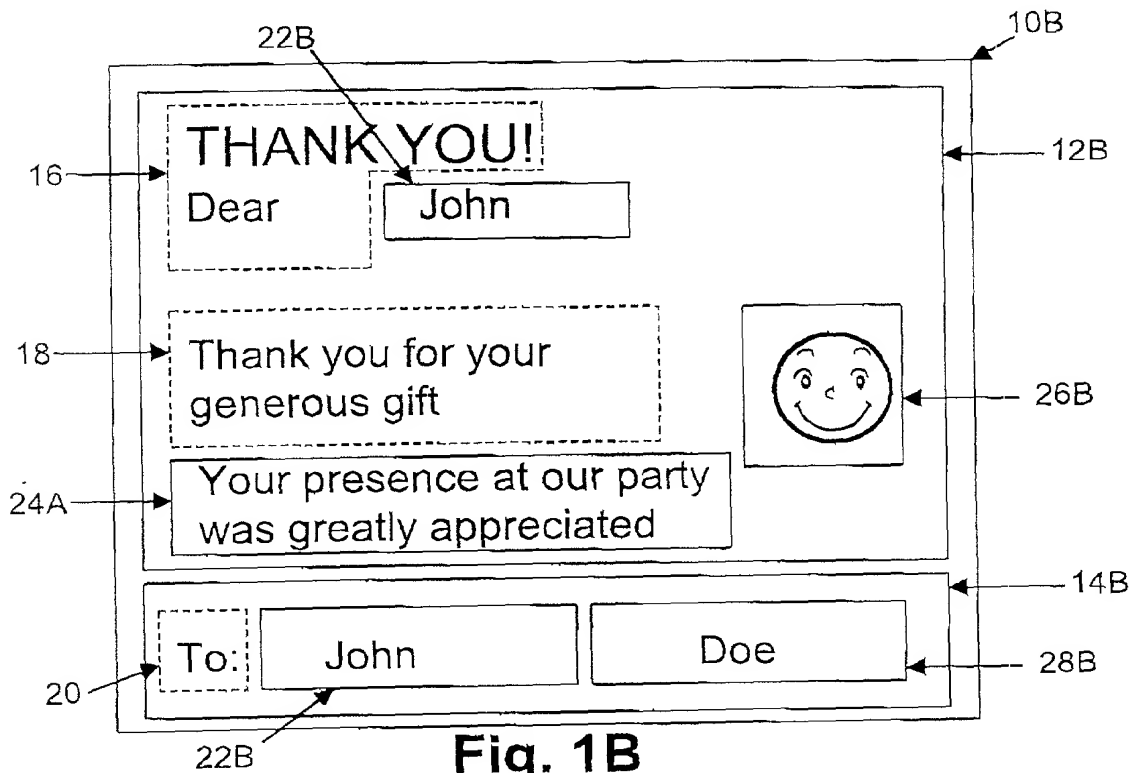 22B
10B
THANK YOU!
12B
16
Dear
John
18
Thank you for your
generous gift
26B
24A
Your presence at our party
was greatly appreciated
14B
To:
John
Doe
28B
20
22B
Fig. 1B